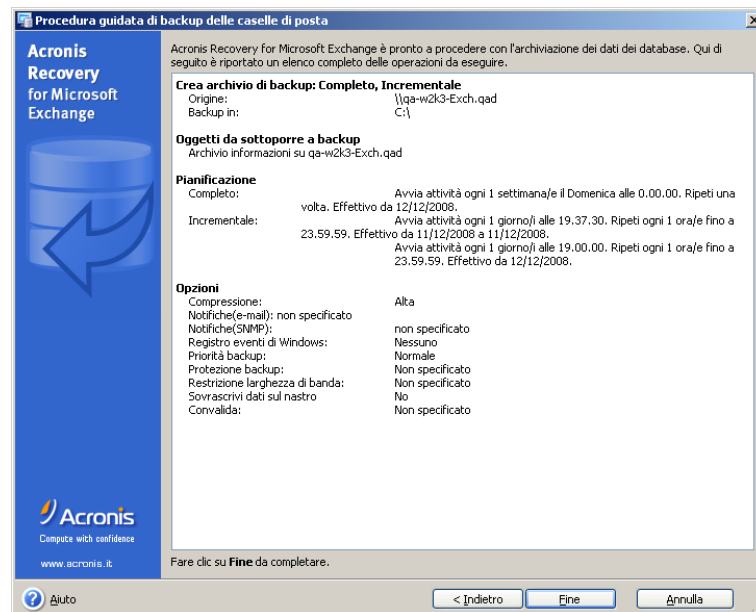 Procedura guidata di backup delle caselle di posta
Acronis
Recovery
for Microsoft
Exchange
Acronis Recovery for Microsoft Exchange è pronto a procedere con l'archiviazione dei dati dei database. Qui di
seguito è riportato un elenco completo delle operazioni da eseguire.
Crea archivio di backup: Completo, Incrementale
Origine: \\qa-w2k3-Exch.qad
Backup in: C:\
Oggetti da sottoporre a backup
Archivio informazioni su qa-w2k3-Exch.qad
Pianificazione
Completo: Avvia attività ogni 1 settimana/e il Domenica alle 0.00.00. Ripeti una
volta. Effettivo da 12/12/2008.
Incrementale: Avvia attività ogni 1 giorno/i alle 19.37.30. Ripeti ogni 1 ora/e fino a
23.59.59. Effettivo da 11/12/2008 a 11/12/2008.
Avvia attività ogni 1 giorno/i alle 19.00.00. Ripeti ogni 1 ora/e fino a
23.59.59. Effettivo da 12/12/2008.
Opzioni
Compressione: Alta
Notifiche(e-mail): non specificato
Notifiche(SNMP): non specificato
Registro eventi di Windows: Nessuno
Priorità backup: Normale
Protezione backup: Non specificato
Restrizione larghezza di banda: Non specificato
Sovrascrivi dati sul nastro No
Convalida: Non specificato
Acronis
Compute with confidence
www.acronis.it
Fare clic su Fine da completare.
Aiuto
< Indietro
Fine
Annulla